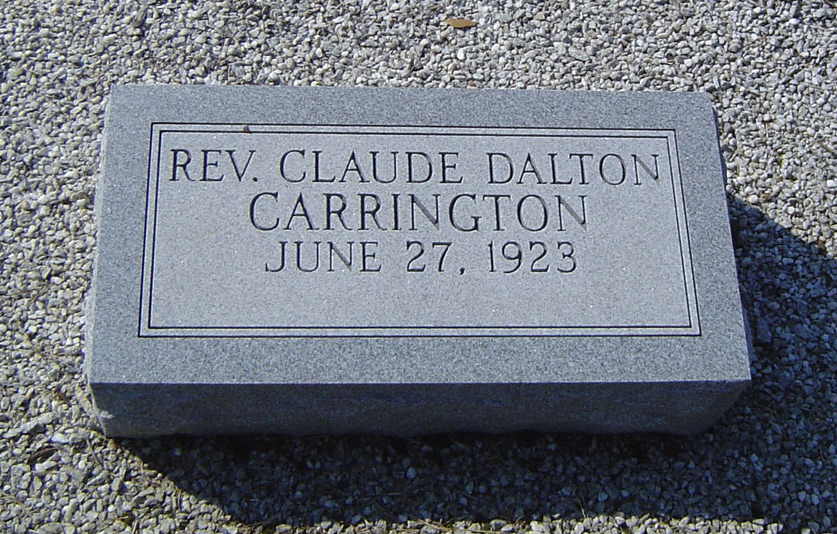 REV. CLAUDE DALTON
CARRINGTON
JUNE 27, 1923